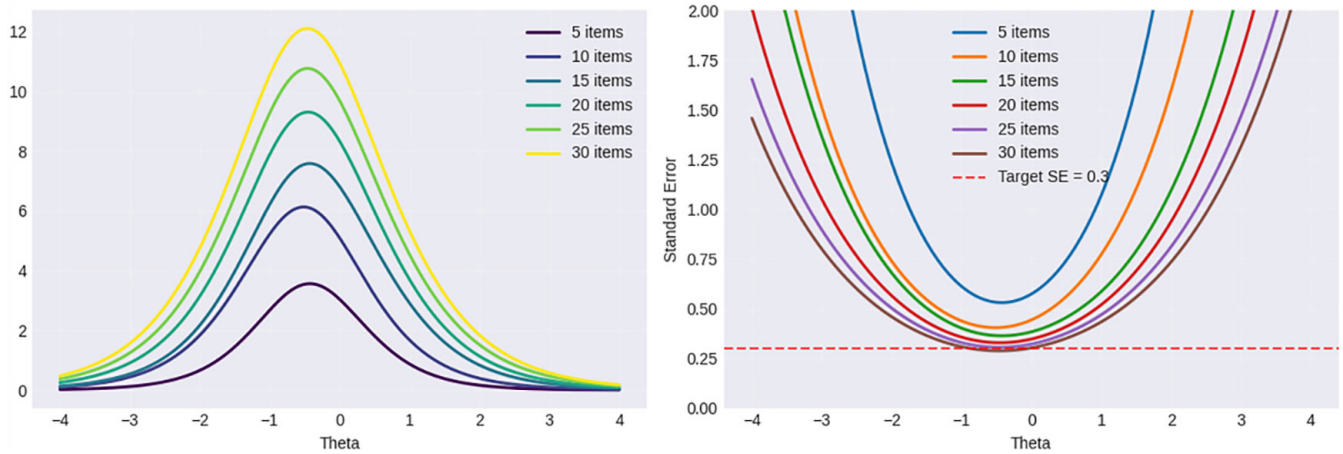 12
10
8
6
4
2
0
−4 −3 −2 −1 0 1 2 3 4
Theta
5 items
10 items
15 items
20 items
25 items
30 items
Standard Error
2.00
1.75
1.50
1.25
1.00
0.75
0.50
0.25
0.00
−4 −3 −2 −1 0 1 2 3 4
Theta
5 items
10 items
15 items
20 items
25 items
30 items
Target SE = 0.3